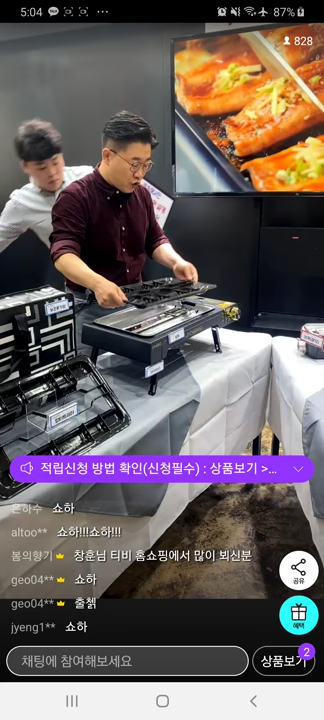 5:04
87%
828
적립신청 방법 확인(신청필수) : 상품보기 >...
은하수 쇼하
altoo** 쇼하!!!쇼하!!!
봄의향기 창훈님 티비 홈쇼핑에서 많이 뵈신분
geo04** 쇼하
geo04** 출첵
jyeng1** 쇼하
공유
혜택
2
채팅에 참여해보세요
상품보기